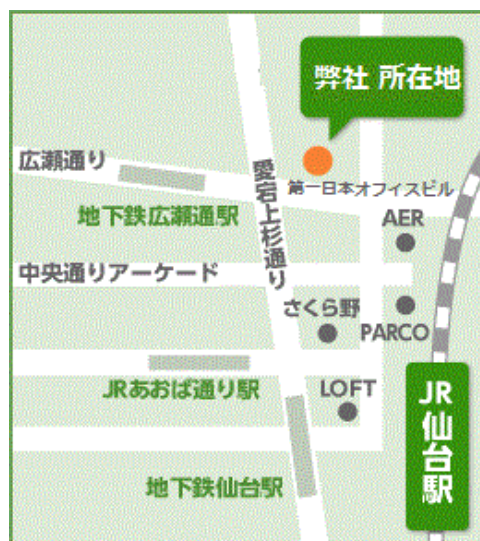 弊社 所在地
広瀬通り
第一日本オフィスビル
愛宕上杉通り
地下鉄広瀬通駅
AER
中央通りアーケード
さくら野
PARCO
JRあおば通り駅
LOFT
JR仙台駅
地下鉄仙台駅